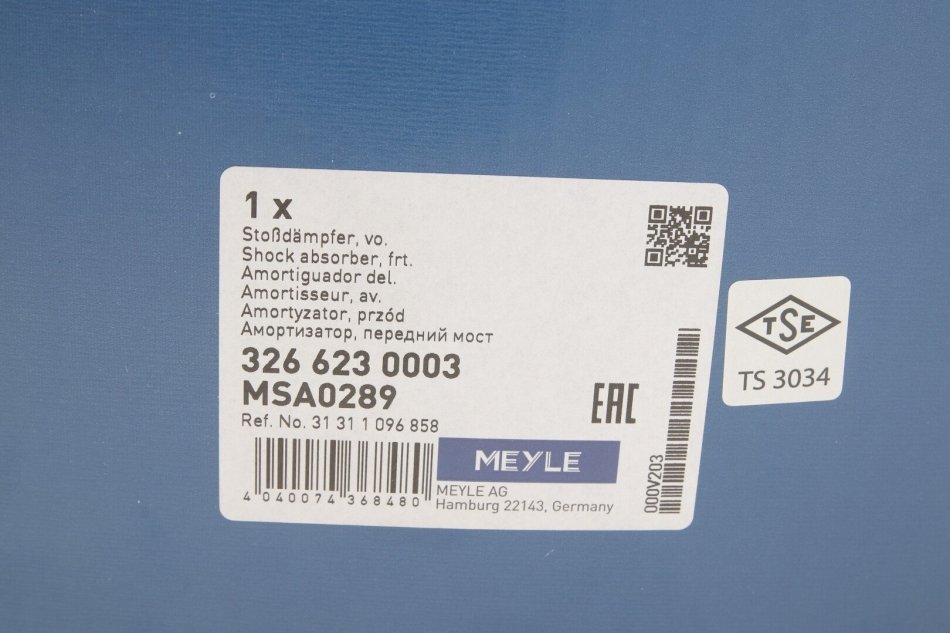 1 x
Stoßdämpfer, vo.
Shock absorber, frt.
Amortiguador del.
Amortisseur, av.
Amortyzator, przód
Амортизатор, передний мост
326 623 0003
MSA0289
EAC
Ref. No. 31 31 1 096 858
MEYLE
4 040074 368480
MEYLE AG
Hamburg 22143, Germany
000V203
TSE
TS 3034